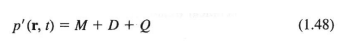 p′(r, t) = M + D + Q (1.48)